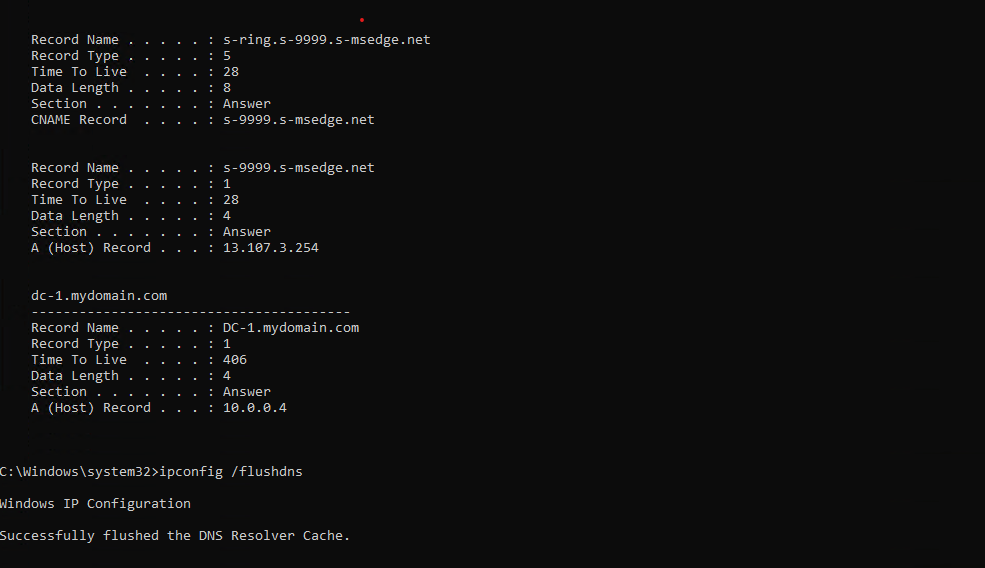 Record Name . . . . . : s-ring.s-9999.s-msedge.net
Record Type . . . . . : 5
Time To Live  . . . . : 28
Data Length . . . . . : 8
Section . . . . . . . : Answer
CNAME Record  . . . . : s-9999.s-msedge.net
Record Name . . . . . : s-9999.s-msedge.net
Record Type . . . . . : 1
Time To Live  . . . . : 28
Data Length . . . . . : 4
Section . . . . . . . : Answer
A (Host) Record . . . : 13.107.3.254
dc-1.mydomain.com
----------------------------------------
Record Name . . . . . : DC-1.mydomain.com
Record Type . . . . . : 1
Time To Live  . . . . : 406
Data Length . . . . . : 4
Section . . . . . . . : Answer
A (Host) Record . . . : 10.0.0.4
C:\Windows\system32>ipconfig /flushdns
Windows IP Configuration
Successfully flushed the DNS Resolver Cache.